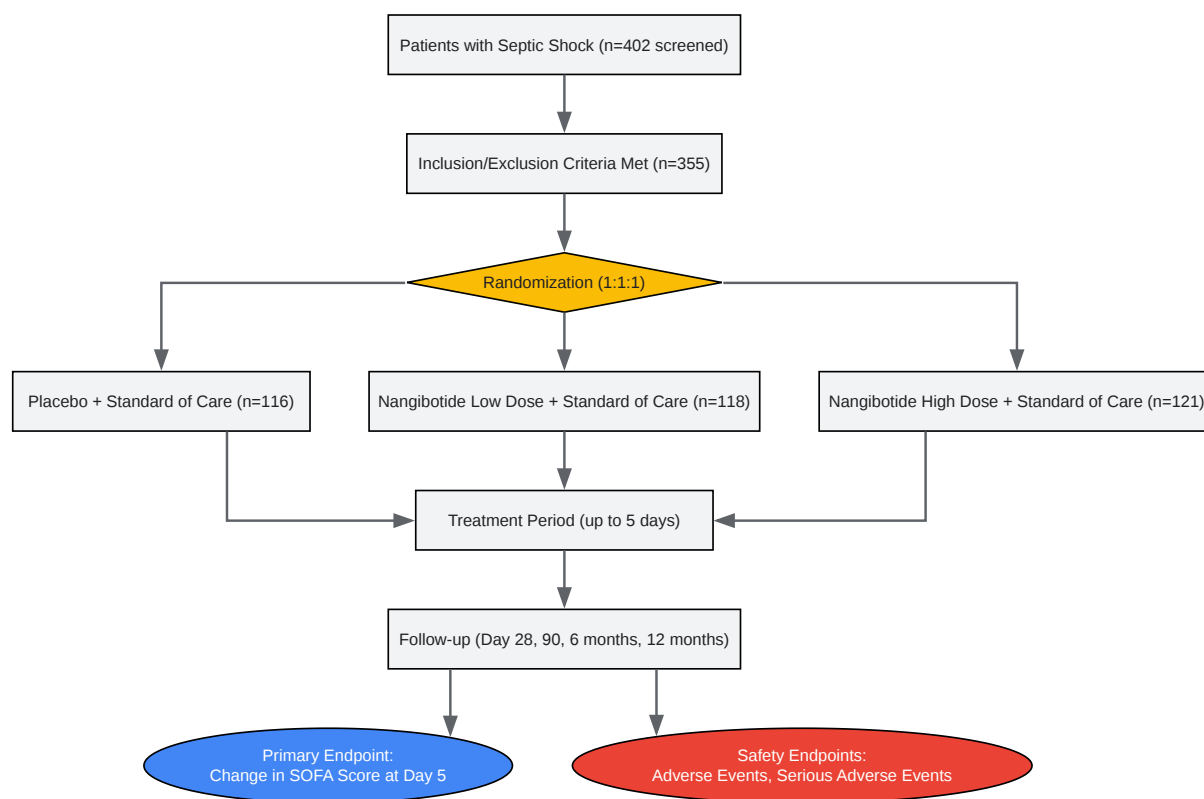 Patients with Septic Shock (n=402 screened)
Inclusion/Exclusion Criteria Met (n=355)
Randomization (1:1:1)
Placebo + Standard of Care (n=116)
Nangibotide Low Dose + Standard of Care (n=118)
Nangibotide High Dose + Standard of Care (n=121)
Treatment Period (up to 5 days)
Follow-up (Day 28, 90, 6 months, 12 months)
Primary Endpoint:
Change in SOFA Score at Day 5
Safety Endpoints:
Adverse Events, Serious Adverse Events